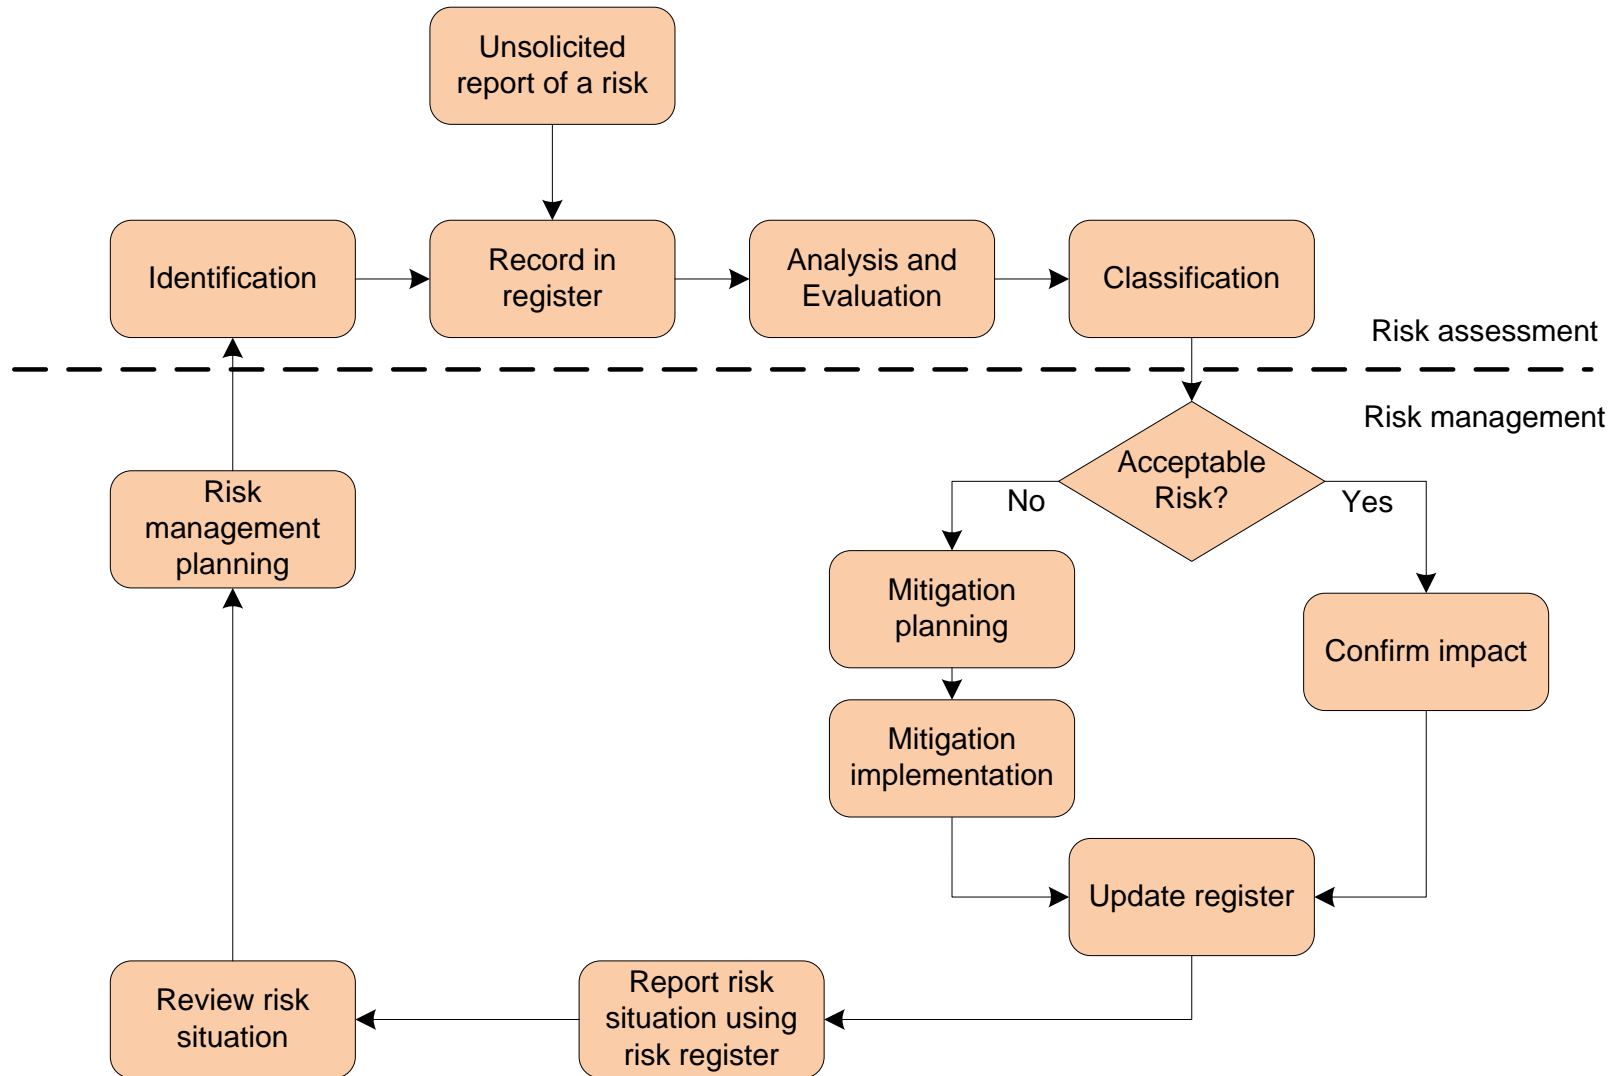 Unsolicited
report of a risk
Identification
Record in
register
Analysis and
Evaluation
Classification
Risk assessment
Risk management
Acceptable
Risk?
No
Yes
Risk
management
planning
Mitigation
planning
Confirm impact
Mitigation
implementation
Update register
Review risk
situation
Report risk
situation using
risk register